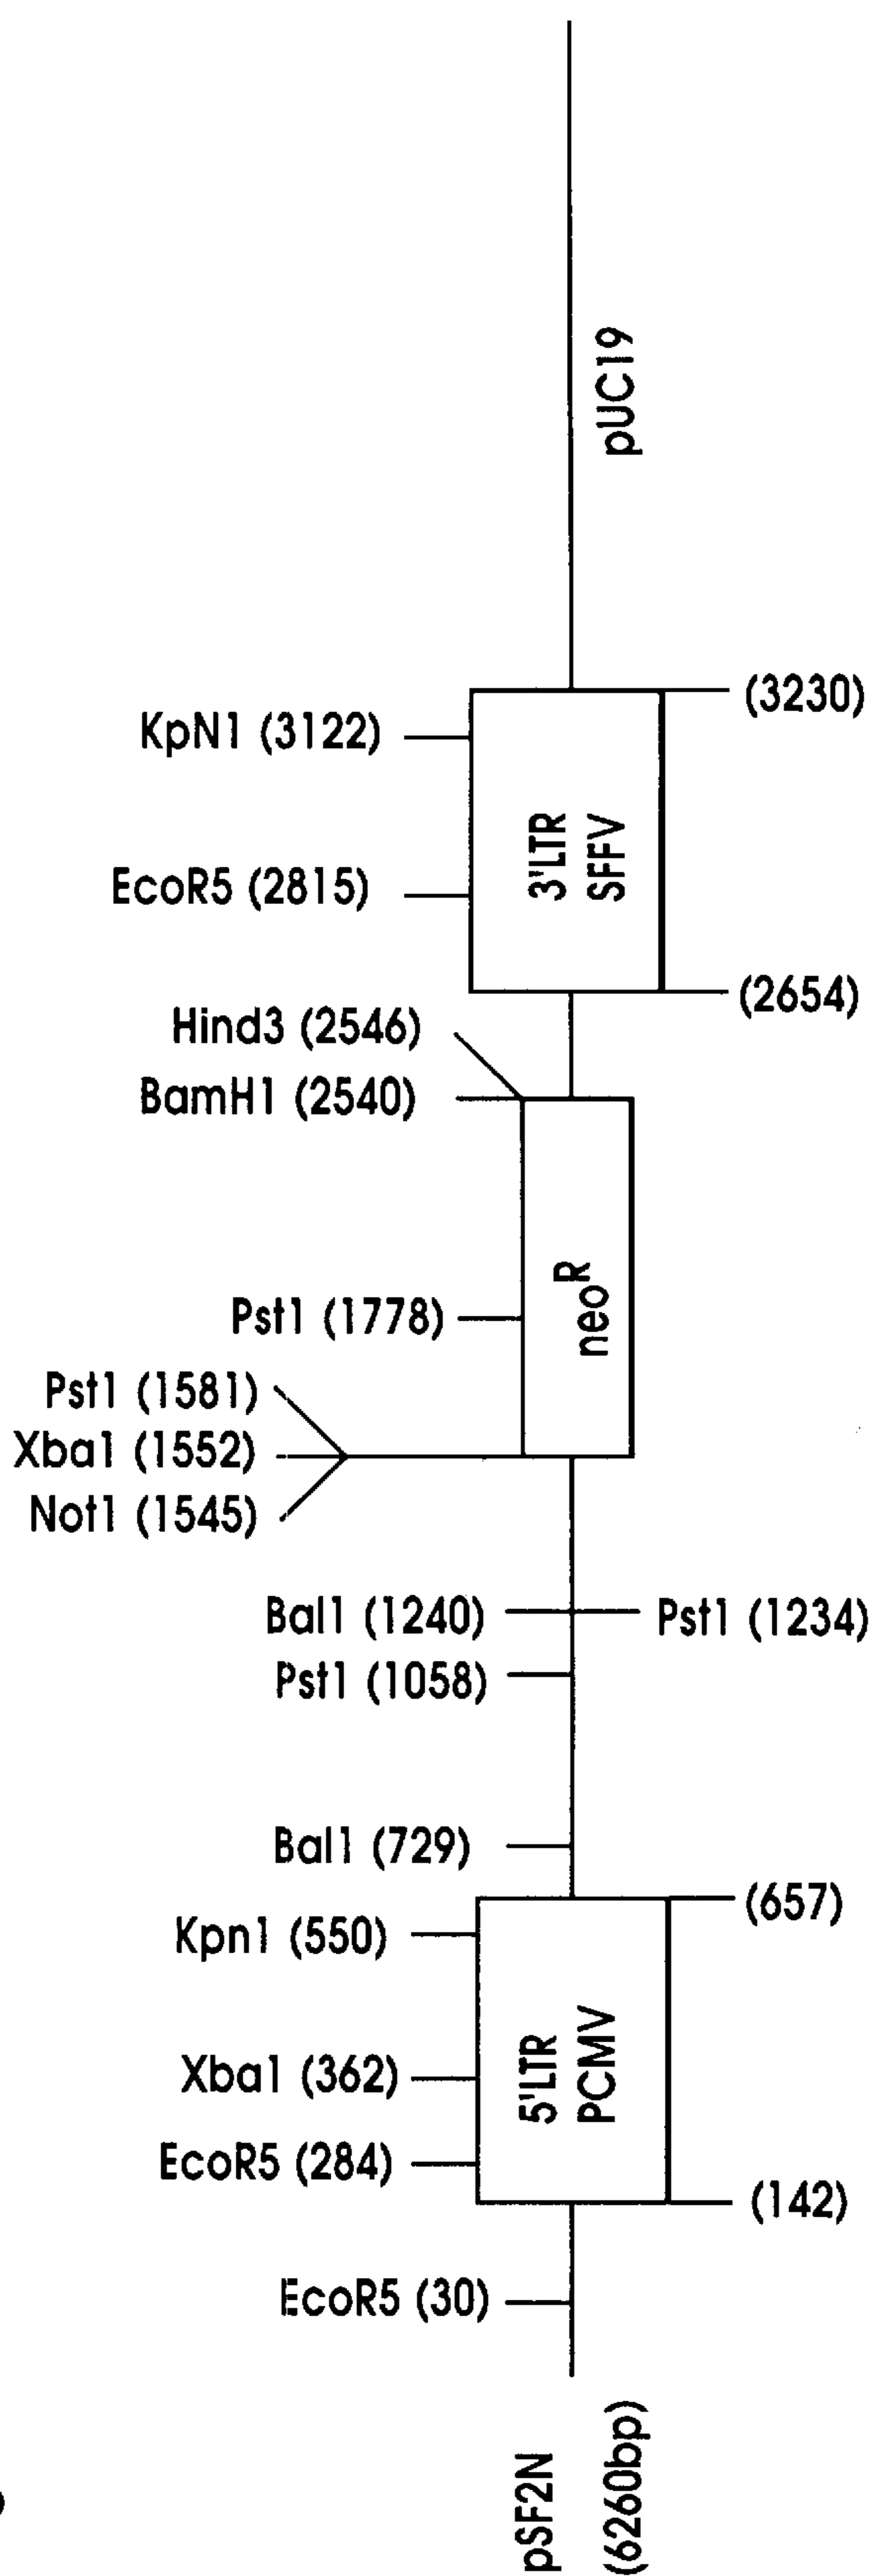 pUC19
KpN1 (3122)
(3230)
3'LTR
SFFV
EcoR5 (2815)
(2654)
Hind3 (2546)
BamH1 (2540)
neoR
Pst1 (1778)
Pst1 (1581)
Xba1 (1552)
Not1 (1545)
Bal1 (1240)
Pst1 (1234)
Pst1 (1058)
Bal1 (729)
(657)
Kpn1 (550)
5'LTR
PCMV
Xba1 (362)
EcoR5 (284)
(142)
EcoR5 (30)
pSF2N
(6260bp)